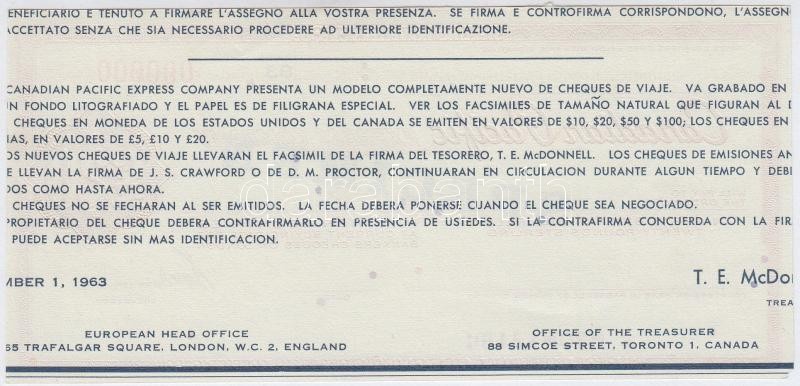 ENEFICIARIO E TENUTO A FIRMARE L'ASSEGNO ALLA VOSTRA PRESENZA. SE FIRMA E CONTROFIRMA CORRISPONDONO, L'ASSEGN
ACCETTATO SENZA CHE SIA NECESSARIO PROCEDERE AD ULTERIORE IDENTIFICAZIONE.
CANADIAN PACIFIC EXPRESS COMPANY PRESENTA UN MODELO COMPLETAMENTE NUEVO DE CHEQUES DE VIAJE. VA GRABADO EN
UN FONDO LITOGRAFIADO Y EL PAPEL ES DE FILIGRANA ESPECIAL. VER LOS FACSIMILES DE TAMAÑO NATURAL QUE FIGURAN AL D
CHEQUES EN MONEDA DE LOS ESTADOS UNIDOS Y DEL CANADA SE EMITEN EN VALORES DE $10, $20, $50 Y $100; LOS CHEQUES EN
IAS, EN VALORES DE £5, £10 Y £20.
OS NUEVOS CHEQUES DE VIAJE LLEVARAN EL FACSIMIL DE LA FIRMA DEL TESORERO, T. E. McDONNELL. LOS CHEQUES DE EMISIONES AN
E LLEVAN LA FIRMA DE J. S. CRAWFORD O DE D. M. PROCTOR, CONTINUARAN EN CIRCULACION DURANTE ALGUN TIEMPO Y DEBI
DOS COMO HASTA AHORA.
CHEQUES NO SE FECHARAN AL SER EMITIDOS. LA FECHA DEBERA PONERSE CUANDO EL CHEQUE SEA NEGOCIADO.
PROPIETARIO DEL CHEQUE DEBERA CONTRAFIRMARLO EN PRESENCIA DE USTEDES. SI LA CONTRAFIRMA CONCUERDA CON LA FIR
PUEDE ACEPTARSE SIN MAS IDENTIFICACION.
darabanth
MBER 1, 1963
T. E. McDo
TREA
EUROPEAN HEAD OFFICE
65 TRAFALGAR SQUARE, LONDON, W.C. 2, ENGLAND
OFFICE OF THE TREASURER
88 SIMCOE STREET, TORONTO 1, CANADA